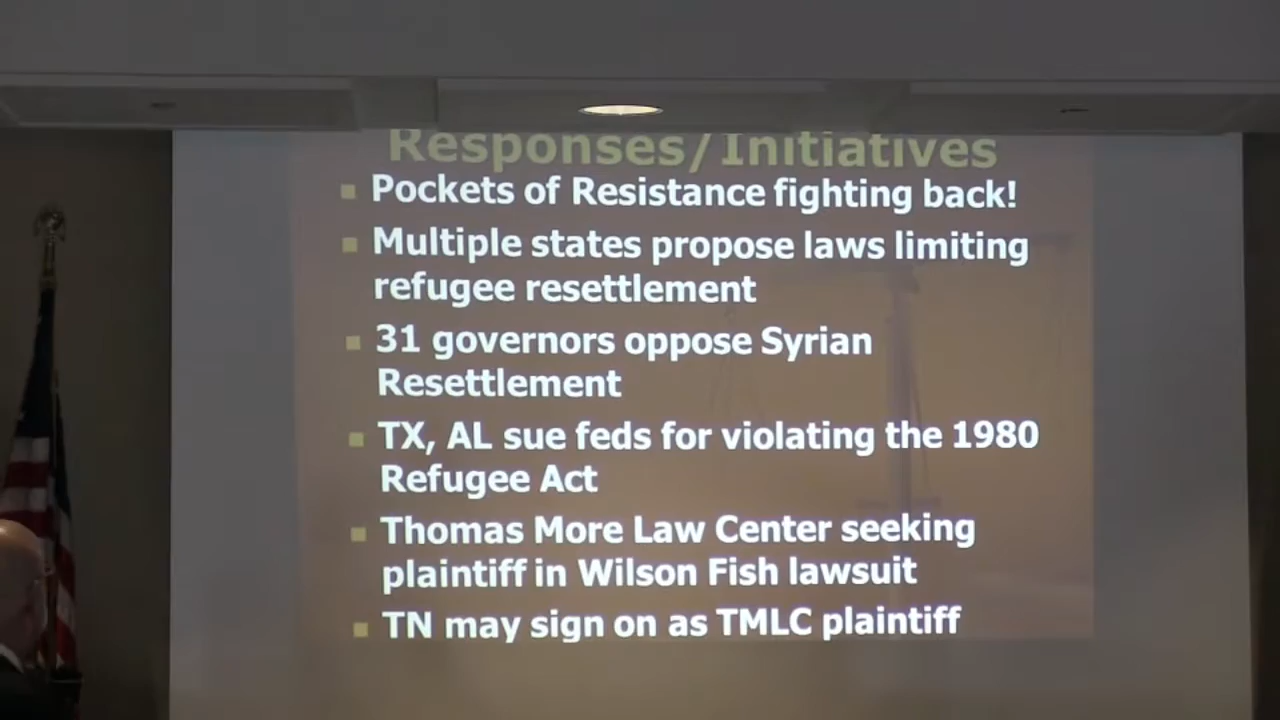 Responses/Initiatives
Pockets of Resistance fighting back!
Multiple states propose laws limiting
refugee resettlement
31 governors oppose Syrian
Resettlement
TX, AL sue feds for violating the 1980
Refugee Act
Thomas More Law Center seeking
plaintiff in Wilson Fish lawsuit
TN may sign on as TMLC plaintiff